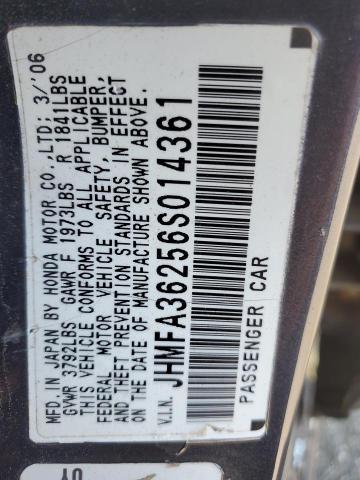 MFD. IN JAPAN BY HONDA MOTOR CO.,LTD; 3/'06
GVWR 3792LBS GAWR F 1973LBS R 1841LBS
THIS VEHICLE CONFORMS TO ALL APPLICABLE
FEDERAL MOTOR VEHICLE SAFETY, BUMPER,
AND THEFT PREVENTION STANDARDS IN EFFECT
ON THE DATE OF MANUFACTURE SHOWN ABOVE.
V.I.N. JHMFA36256S014361
PASSENGER CAR